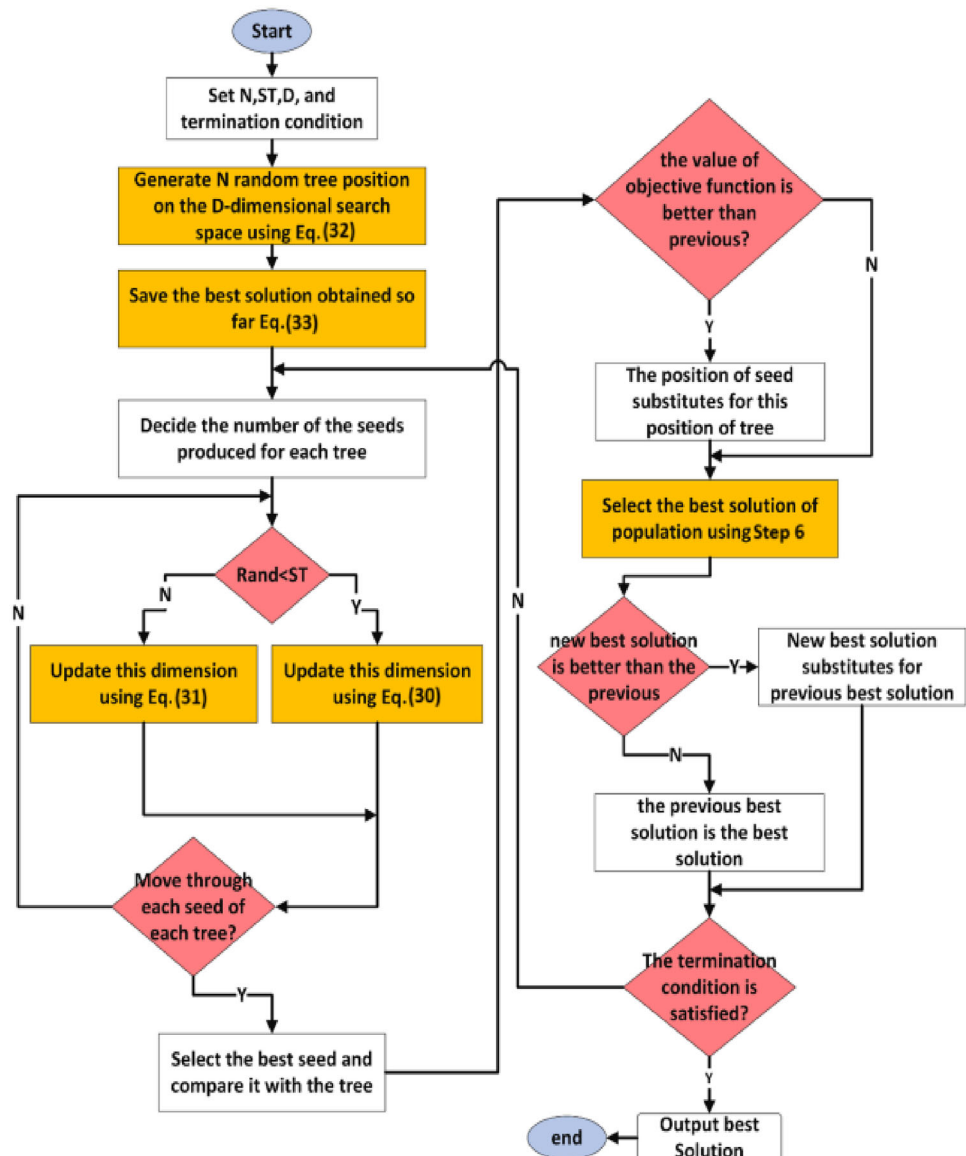 Start
Set N,ST,D, and
termination condition
Generate N random tree position
on the D-dimensional search
space using Eq.(32)
Save the best solution obtained so
far Eq.(33)
Decide the number of the seeds
produced for each tree
Rand<ST
N
Y
Update this dimension
using Eq.(31)
Update this dimension
using Eq.(30)
N
Move through
each seed of
each tree?
Y
Select the best seed and
compare it with the tree
the value of
objective function is
better than
previous?
N
Y
The position of seed
substitutes for this
position of tree
Select the best solution of
population using Step 6
new best solution
is better than the
previous
Y
New best solution
substitutes for
previous best solution
N
the previous best
solution is the best
solution
The termination
condition is
satisfied?
N
Y
Output best
Solution
end